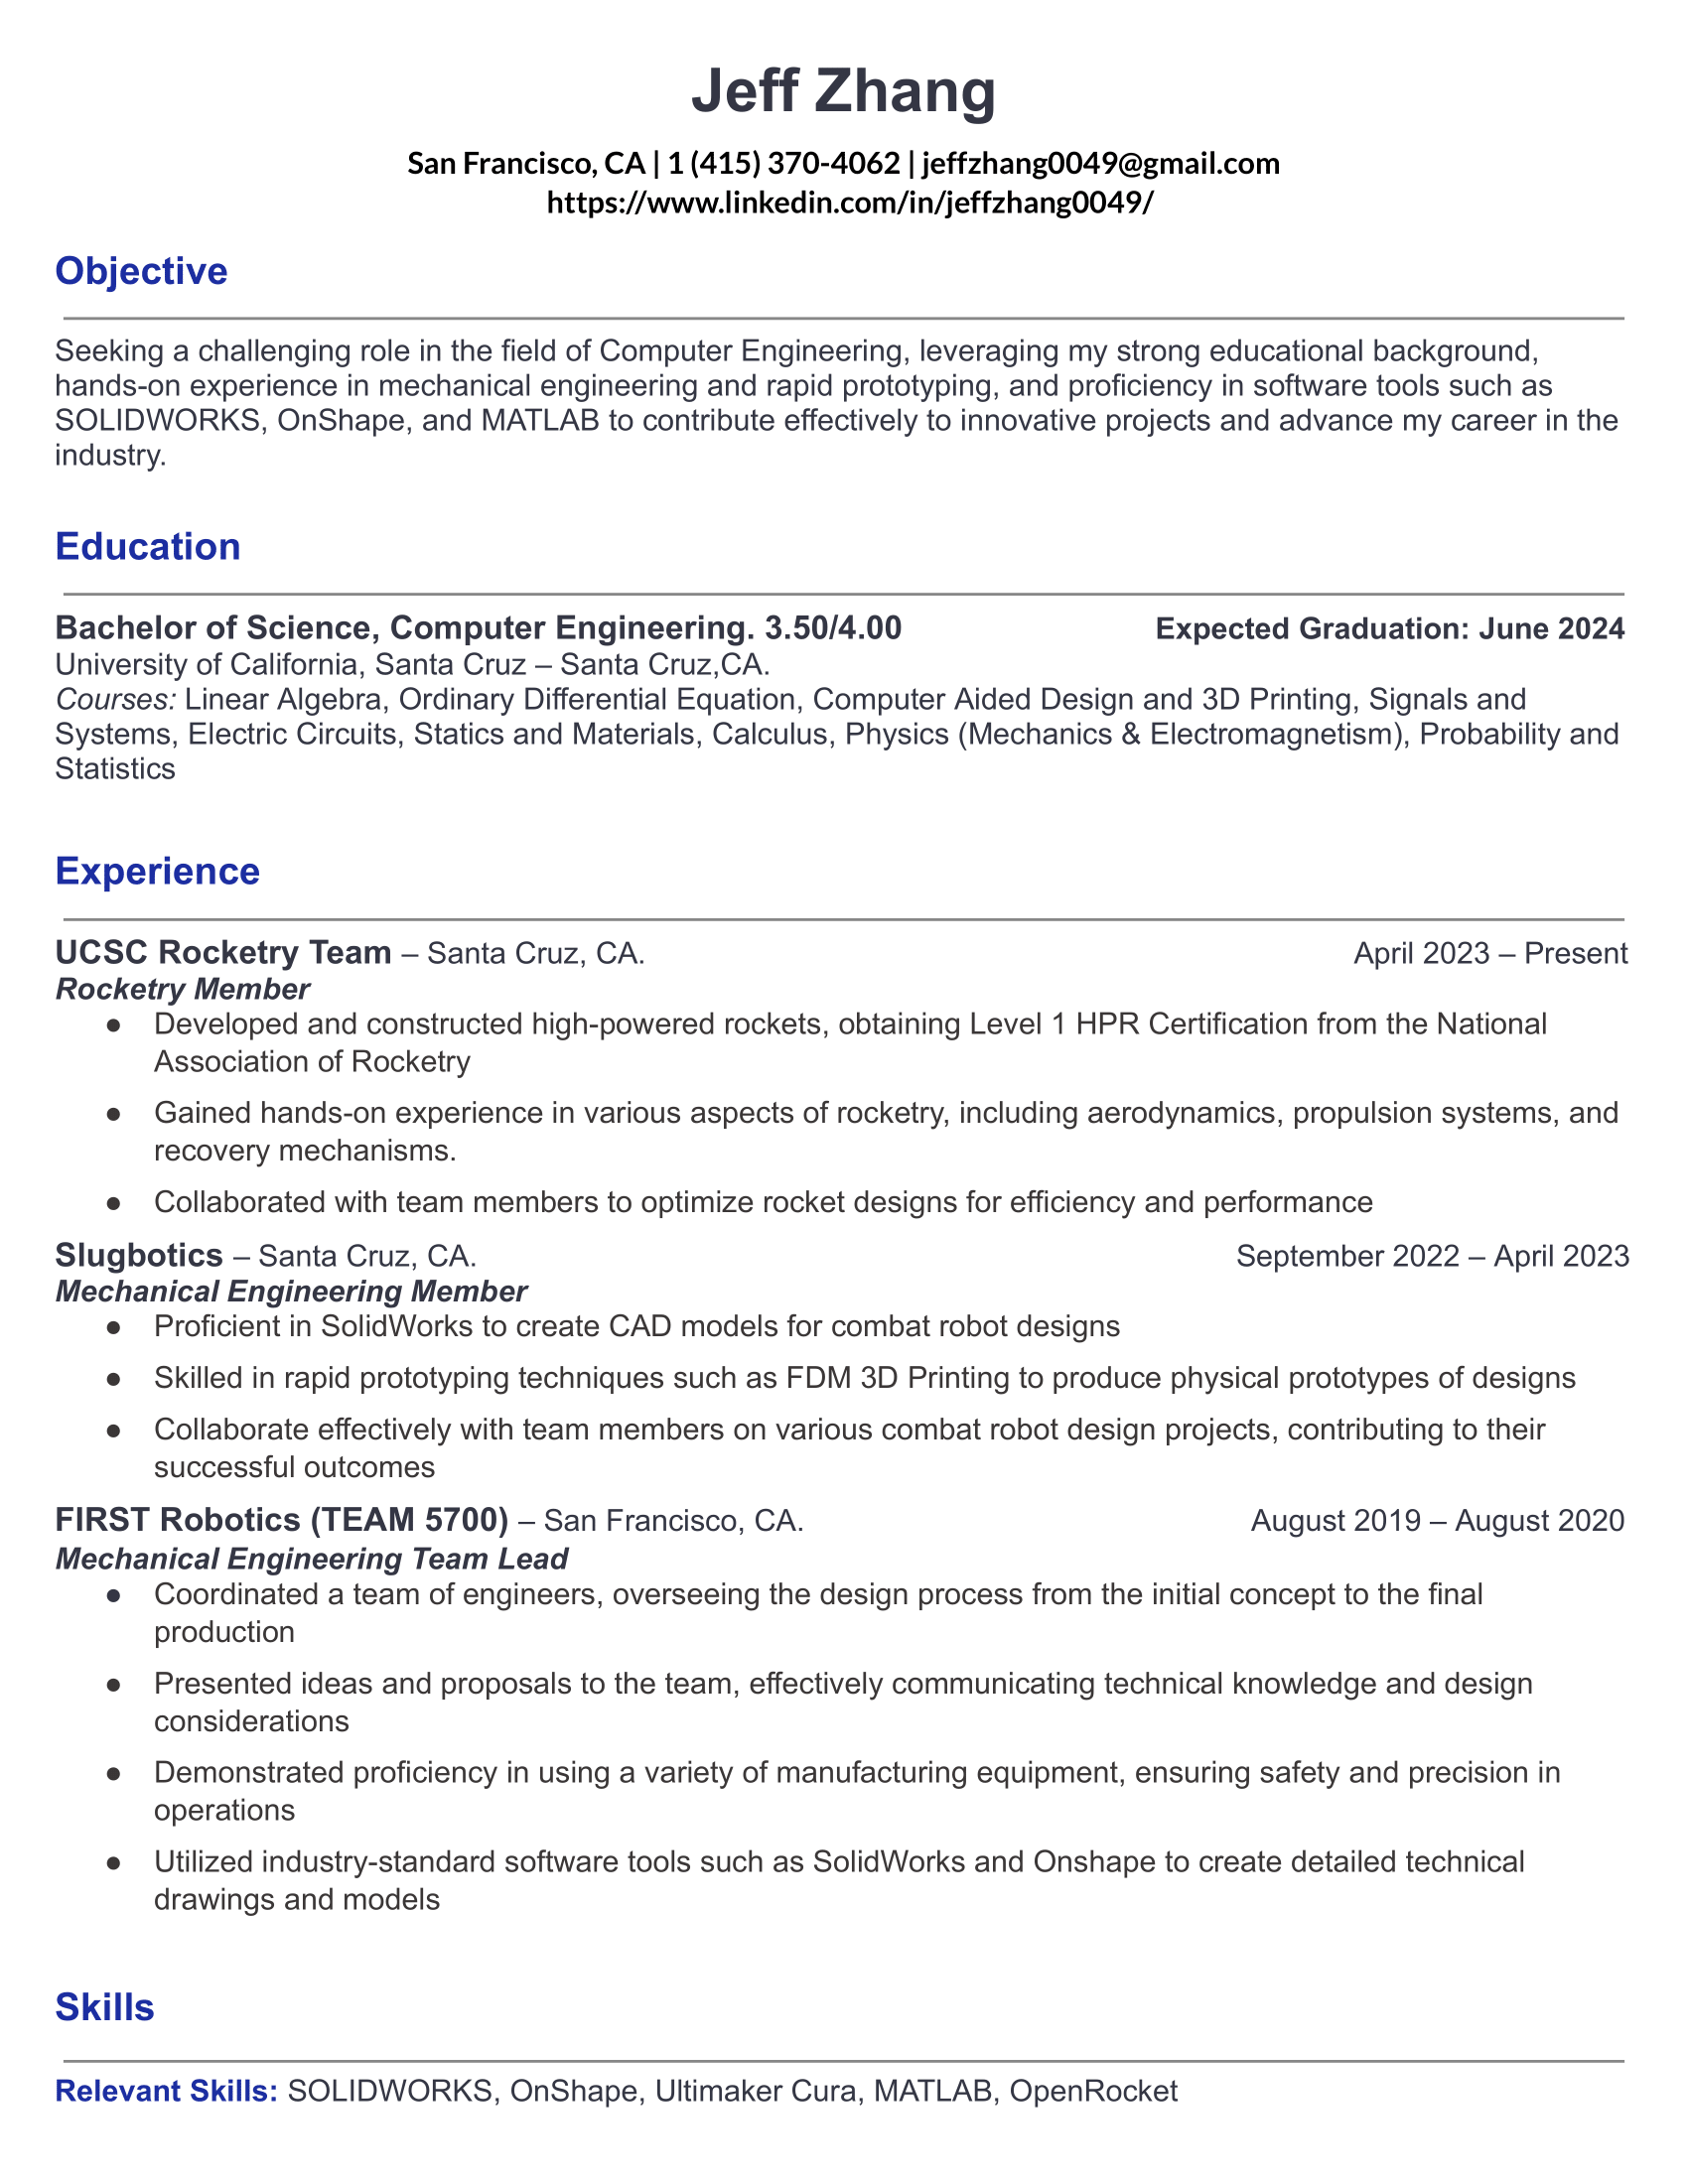 Jeff Zhang
San Francisco, CA | 1 (415) 370-4062 | jeffzhang0049@gmail.com
https://www.linkedin.com/in/jeffzhang0049/
Objective
Seeking a challenging role in the field of Computer Engineering, leveraging my strong educational background,
hands-on experience in mechanical engineering and rapid prototyping, and proficiency in software tools such as
SOLIDWORKS, OnShape, and MATLAB to contribute effectively to innovative projects and advance my career in the
industry.
Education
Bachelor of Science, Computer Engineering. 3.50/4.00 Expected Graduation: June 2024
University of California, Santa Cruz – Santa Cruz,CA.
Courses: Linear Algebra, Ordinary Differential Equation, Computer Aided Design and 3D Printing, Signals and
Systems, Electric Circuits, Statics and Materials, Calculus, Physics (Mechanics & Electromagnetism), Probability and
Statistics
Experience
UCSC Rocketry Team – Santa Cruz, CA. April 2023 – Present
Rocketry Member
● Developed and constructed high-powered rockets, obtaining Level 1 HPR Certification from the National
Association of Rocketry
● Gained hands-on experience in various aspects of rocketry, including aerodynamics, propulsion systems, and
recovery mechanisms.
● Collaborated with team members to optimize rocket designs for efficiency and performance
Slugbotics – Santa Cruz, CA. September 2022 – April 2023
Mechanical Engineering Member
● Proficient in SolidWorks to create CAD models for combat robot designs
● Skilled in rapid prototyping techniques such as FDM 3D Printing to produce physical prototypes of designs
● Collaborate effectively with team members on various combat robot design projects, contributing to their
successful outcomes
FIRST Robotics (TEAM 5700) – San Francisco, CA. August 2019 – August 2020
Mechanical Engineering Team Lead
● Coordinated a team of engineers, overseeing the design process from the initial concept to the final
production
● Presented ideas and proposals to the team, effectively communicating technical knowledge and design
considerations
● Demonstrated proficiency in using a variety of manufacturing equipment, ensuring safety and precision in
operations
● Utilized industry-standard software tools such as SolidWorks and Onshape to create detailed technical
drawings and models
Skills
Relevant Skills: SOLIDWORKS, OnShape, Ultimaker Cura, MATLAB, OpenRocket